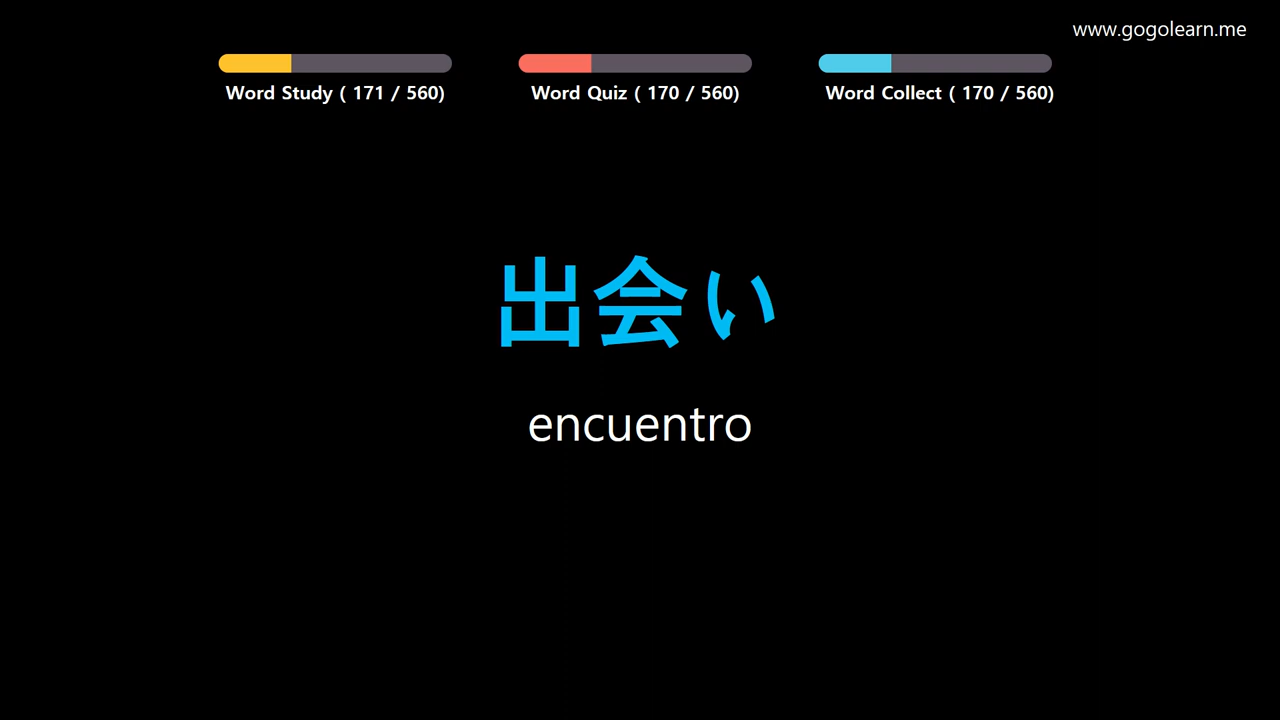 www.gogolearn.me
Word Study ( 171 / 560)
Word Quiz ( 170 / 560)
Word Collect ( 170 / 560)
出会い
encuentro